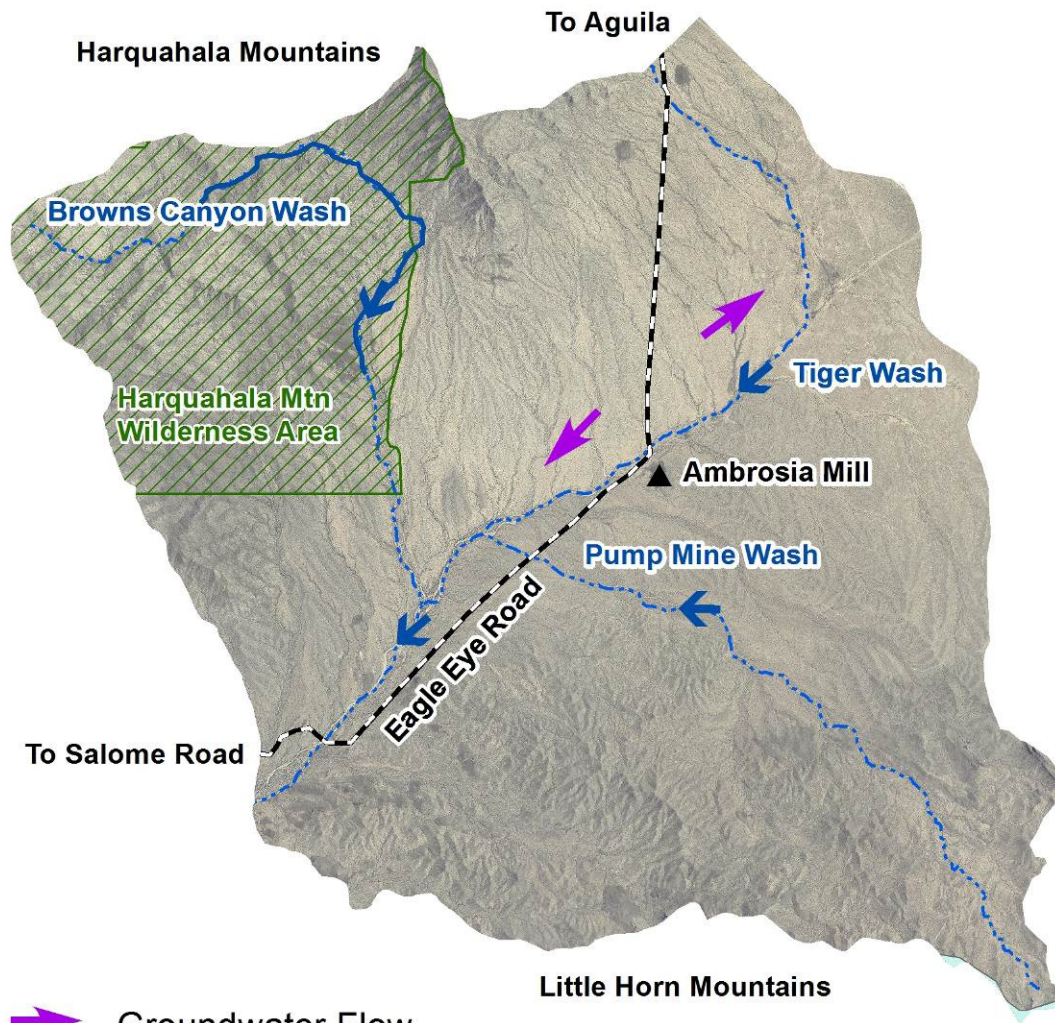 To Aguila
Harquahala Mountains
Browns Canyon Wash
Tiger Wash
Harquahala Mtn
Wilderness Area
Ambrosia Mill
Pump Mine Wash
Eagle Eye Road
To Salome Road
Little Horn Mountains
Groundwater Flow